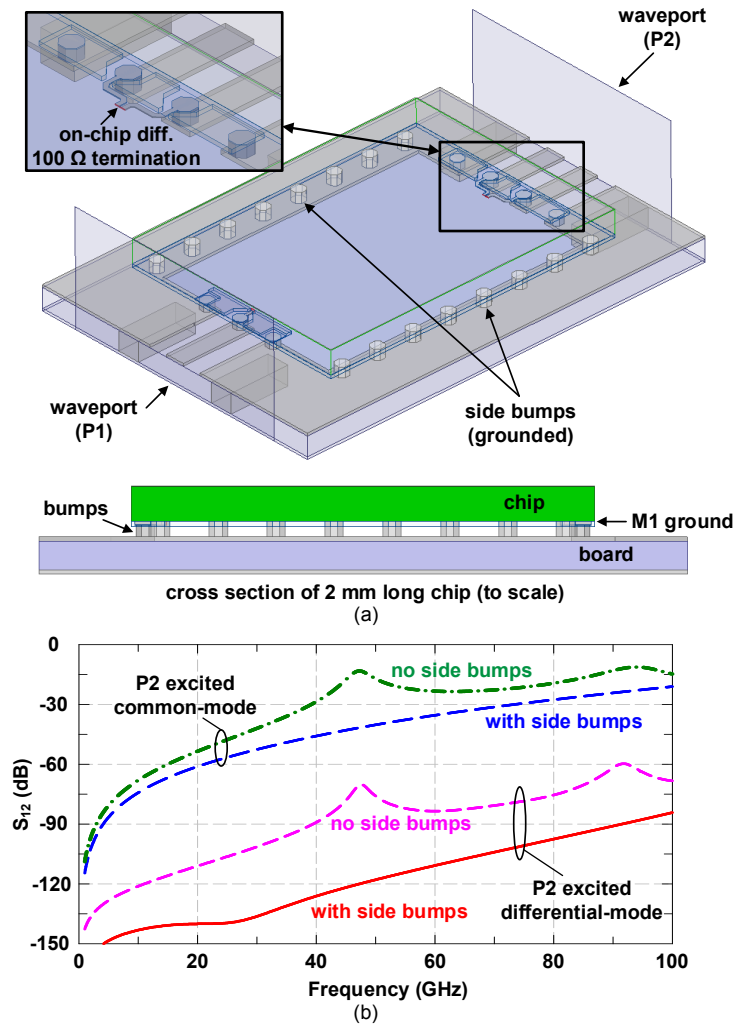 waveport
(P2)
on-chip diff.
100 Ω termination
waveport
(P1)
side bumps
(grounded)
bumps
chip
M1 ground
board
cross section of 2 mm long chip (to scale)
(a)
0
-30
-60
-90
-120
-150
S12 (dB)
P2 excited
common-mode
no side bumps
with side bumps
no side bumps
with side bumps
P2 excited
differential-mode
0
20
40
60
80
100
Frequency (GHz)
(b)